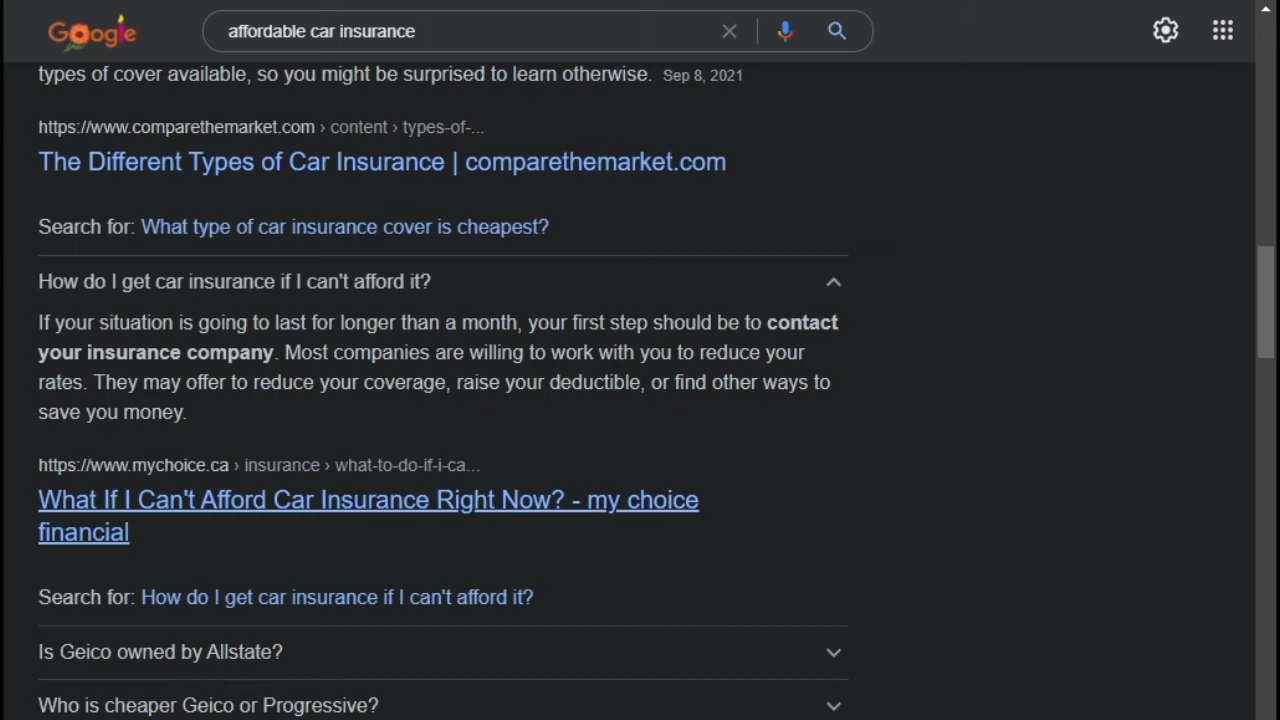 Google
affordable car insurance
types of cover available, so you might be surprised to learn otherwise. Sep 8, 2021
https://www.comparethemarket.com › content › types-of-...
The Different Types of Car Insurance | comparethemarket.com
Search for: What type of car insurance cover is cheapest?
How do I get car insurance if I can't afford it?
If your situation is going to last for longer than a month, your first step should be to contact
your insurance company. Most companies are willing to work with you to reduce your
rates. They may offer to reduce your coverage, raise your deductible, or find other ways to
save you money.
https://www.mychoice.ca › insurance › what-to-do-if-i-ca...
What If I Can't Afford Car Insurance Right Now? - my choice
financial
Search for: How do I get car insurance if I can't afford it?
Is Geico owned by Allstate?
Who is cheaper Geico or Progressive?